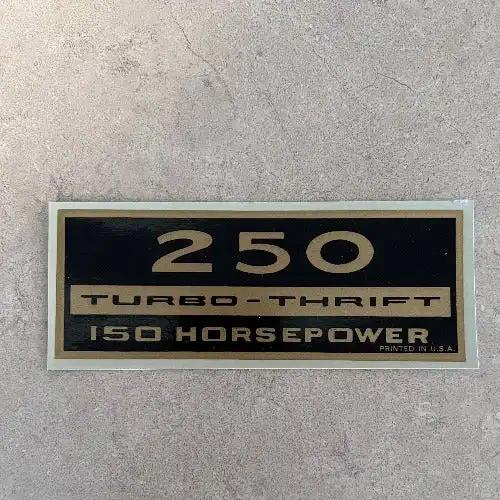 250
TURBO-THRIFT
150 HORSEPOWER
PRINTED IN U.S.A.